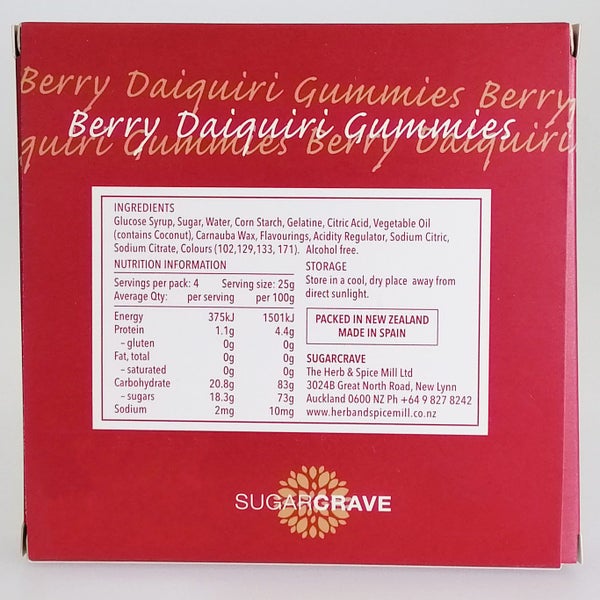 Berry Daiquiri Gummies Berry
Berry Daiquiri Gummies
quiri Gummies Berry Daiquiri
INGREDIENTS
Glucose Syrup, Sugar, Water, Corn Starch, Gelatine, Citric Acid, Vegetable Oil
(contains Coconut), Carnauba Wax, Flavourings, Acidity Regulator, Sodium Citric,
Sodium Citrate, Colours (102,129,133, 171). Alcohol free.
NUTRITION INFORMATION
Servings per pack: 4 Serving size: 25g
Average Qty: per serving per 100g
Energy 375kJ 1501kJ
Protein 1.1g 4.4g
– gluten 0g 0g
Fat, total 0g 0g
– saturated 0g 0g
Carbohydrate 20.8g 83g
– sugars 18.3g 73g
Sodium 2mg 10mg
STORAGE
Store in a cool, dry place away from
direct sunlight.
PACKED IN NEW ZEALAND
MADE IN SPAIN
SUGARCRAVE
The Herb & Spice Mill Ltd
3024B Great North Road, New Lynn
Auckland 0600 NZ Ph +64 9 827 8242
www.herbandspicemill.co.nz
SUGARCRAVE